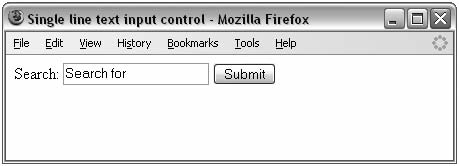 Single line text input control - Mozilla Firefox
File Edit View History Bookmarks Tools Help
Search: Search for Submit